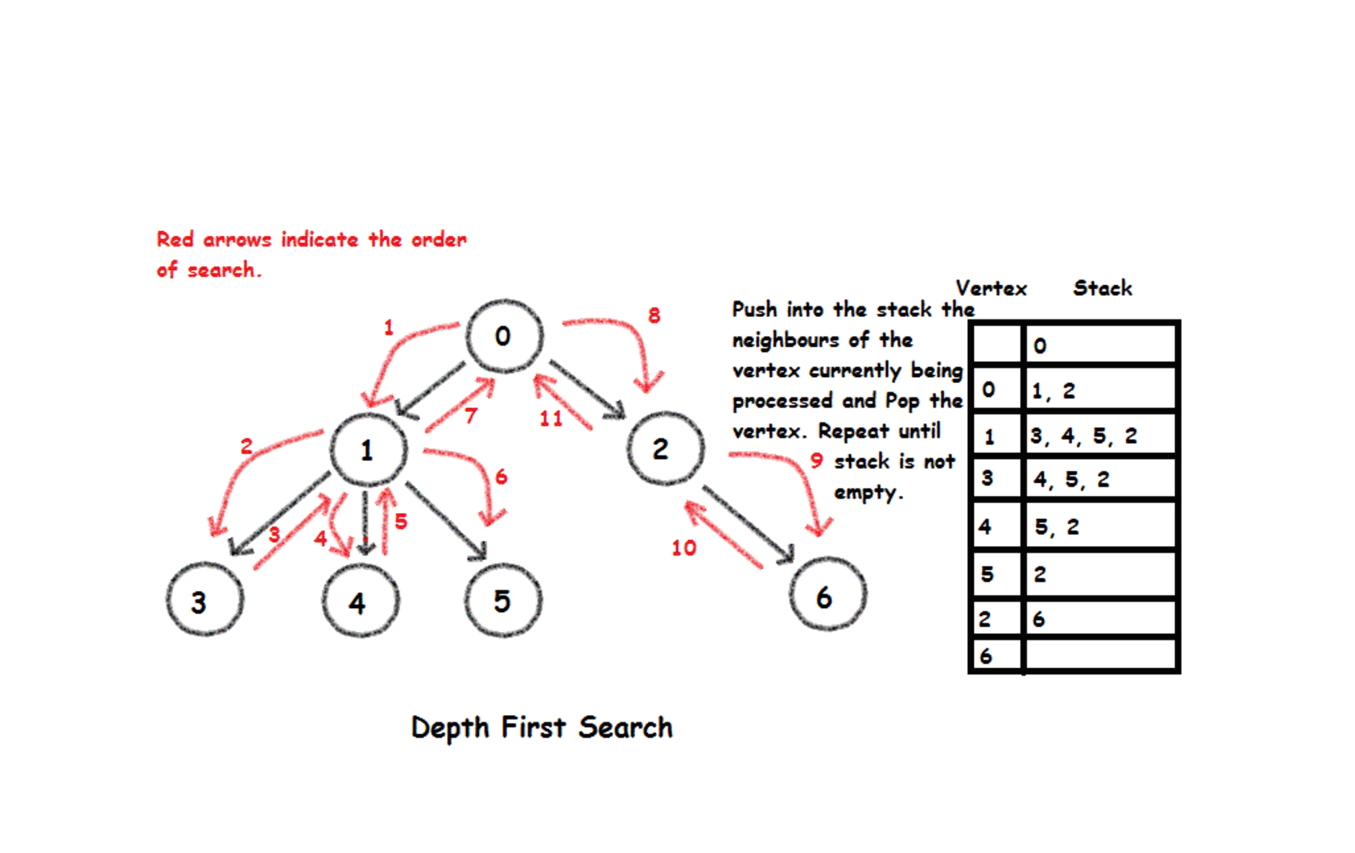 Red arrows indicate the order
of search.
Vertex Stack
Push into the stack the
neighbours of the
vertex currently being
processed and Pop the
vertex. Repeat until
stack is not
empty.
0
0 1, 2
1 3, 4, 5, 2
3 4, 5, 2
4 5, 2
5 2
2 6
6
1
8
0
7
11
2
1
6
2
9
3
4
5
10
3
4
5
6
Depth First Search